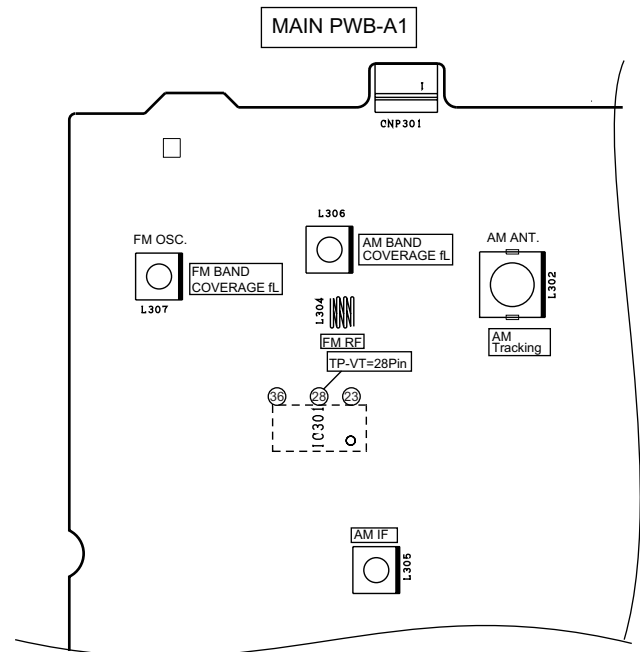 MAIN PWB-A1
1
CNP301
L306
FM OSC.
AM BAND
COVERAGE fL
AM ANT.
FM BAND
COVERAGE fL
L307
L304
L302
FM RF
AM
Tracking
TP-VT=28Pin
36
28
23
IC301
AM IF
L305